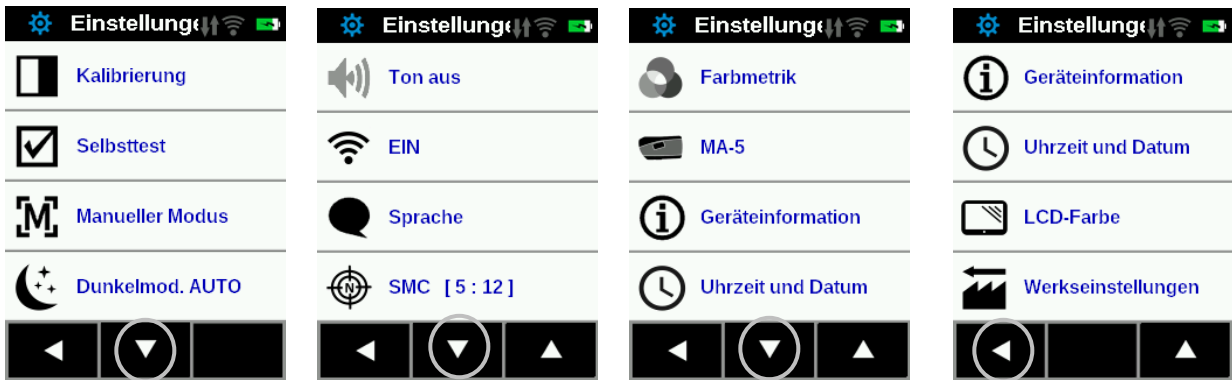 Einstellunge
Kalibrierung
Selbsttest
M Manueller Modus
Dunkelmod. AUTO
Einstellunge
Ton aus
EIN
Sprache
N SMC [ 5 : 12 ]
Einstellunge
Farbmetrik
MA-5
i Geräteinformation
Uhrzeit und Datum
Einstellunge
i Geräteinformation
Uhrzeit und Datum
LCD-Farbe
Werkseinstellungen